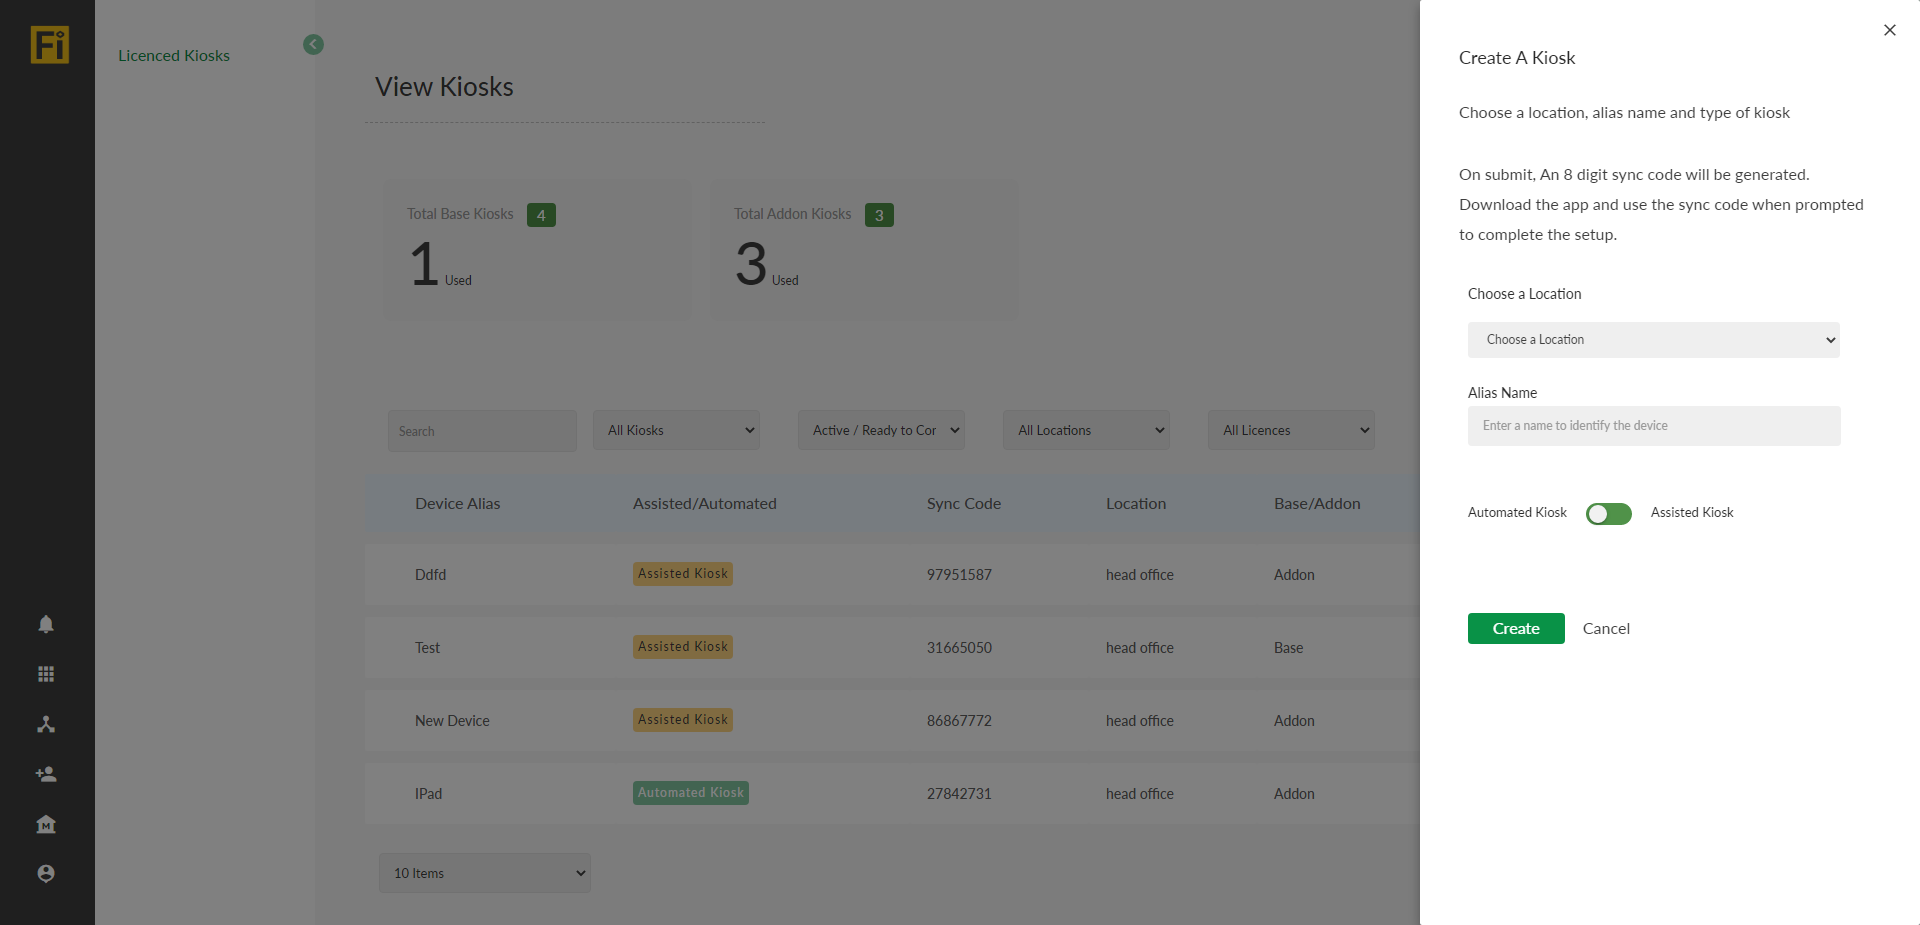 Fi
Licenced Kiosks
View Kiosks
Total Base Kiosks 4
1 Used
Total Addon Kiosks 3
3 Used
Search
All Kiosks
Active / Ready to Cor
All Locations
All Licences
Device Alias Assisted/Automated Sync Code Location Base/Addon
Ddfd Assisted Kiosk 97951587 head office Addon
Test Assisted Kiosk 31665050 head office Base
New Device Assisted Kiosk 86867772 head office Addon
IPad Automated Kiosk 27842731 head office Addon
10 Items
M
Create A Kiosk
Choose a location, alias name and type of kiosk
On submit, An 8 digit sync code will be generated.
Download the app and use the sync code when prompted
to complete the setup.
Choose a Location
Choose a Location
Alias Name
Enter a name to identify the device
Automated Kiosk Assisted Kiosk
Create Cancel